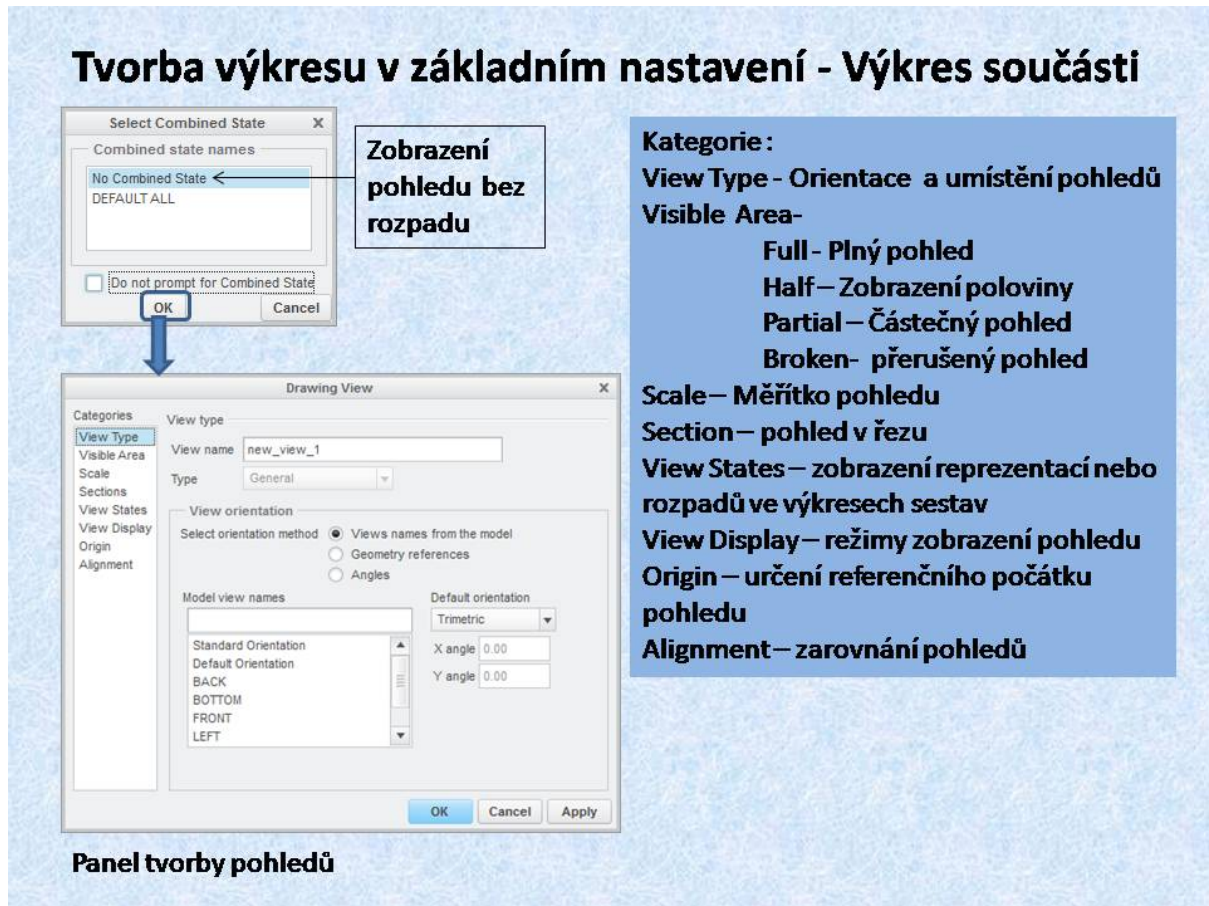 Tvorba výkresu v základním nastavení - Výkres součásti
Select Combined State X
Combined state names
No Combined State
DEFAULT ALL
Do not prompt for Combined State
OK Cancel
Zobrazení
pohledu bez
rozpadu
Drawing View X
Categories
View Type
Visible Area
Scale
Sections
View States
View Display
Origin
Alignment
View type
View name new_view_1
Type General
View orientation
Select orientation method Views names from the model
Geometry references
Angles
Model view names
Standard Orientation
Default Orientation
BACK
BOTTOM
FRONT
LEFT
Default orientation
Trimetric
X angle 0.00
Y angle 0.00
OK Cancel Apply
Panel tvorby pohledů
Kategorie :
View Type - Orientace a umístění pohledů
Visible Area-
Full - Plný pohled
Half – Zobrazení poloviny
Partial – Částečný pohled
Broken- přerušený pohled
Scale – Měřítko pohledu
Section – pohled v řezu
View States – zobrazení reprezentací nebo
rozpadů ve výkresech sestav
View Display – režimy zobrazení pohledu
Origin – určení referenčního počátku
pohledu
Alignment – zarovnání pohledů